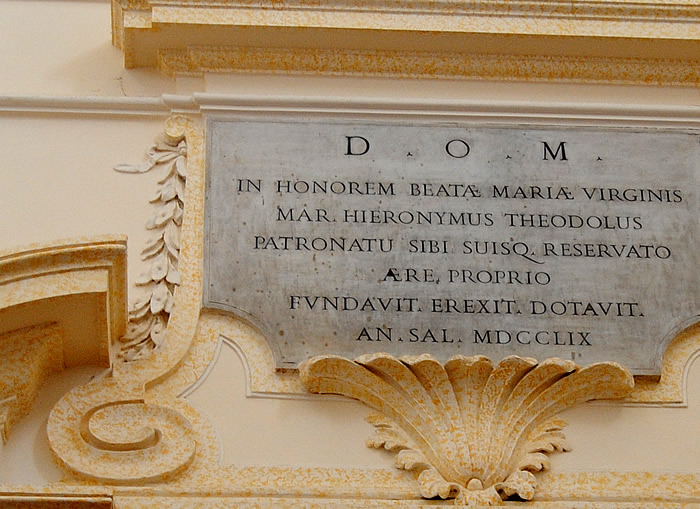 D . O . M .
IN HONOREM BEATÆ MARIÆ VIRGINIS
MAR. HIERONYMUS THEODOLUS
PATRONATU SIBI SUISQ. RESERVATO
ÆRE PROPRIO
FVNDAVIT. EREXIT. DOTAVIT.
AN. SAL. MDCCLIX